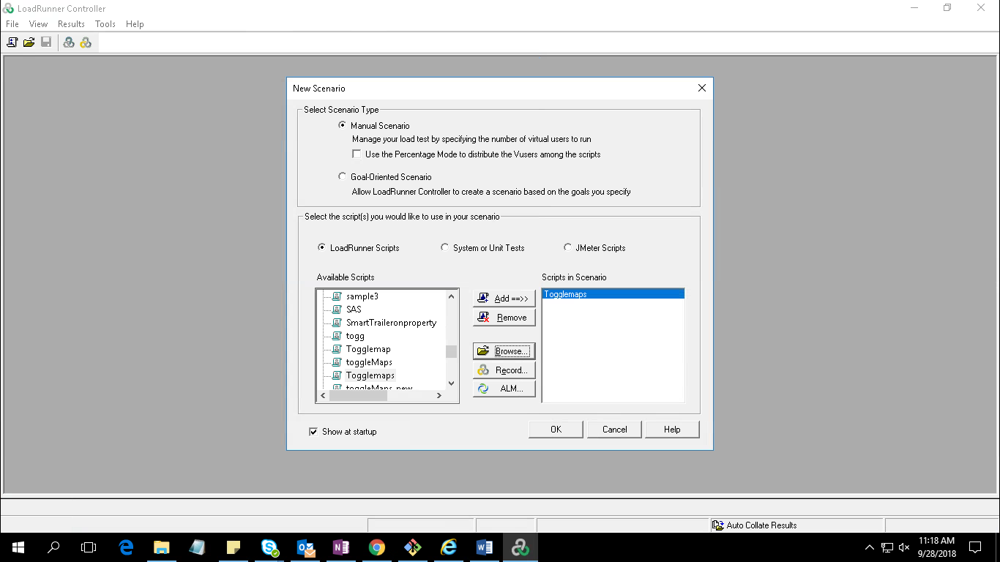 LoadRunner Controller
File View Results Tools Help
New Scenario
Select Scenario Type
Manual Scenario
Manage your load test by specifying the number of virtual users to run
Use the Percentage Mode to distribute the Vusers among the scripts
Goal-Oriented Scenario
Allow LoadRunner Controller to create a scenario based on the goals you specify
Select the script(s) you would like to use in your scenario
LoadRunner Scripts System or Unit Tests JMeter Scripts
Available Scripts Scripts in Scenario
sample3
SAS
SmartTraileronproperty
togg
Togglemap
toggleMaps
Togglemaps
toggleMaps_new
Add ==>>
Remove
Browse...
Record...
ALM...
Togglemaps
Show at startup
OK Cancel Help
Auto Collate Results
11:18 AM
9/28/2018